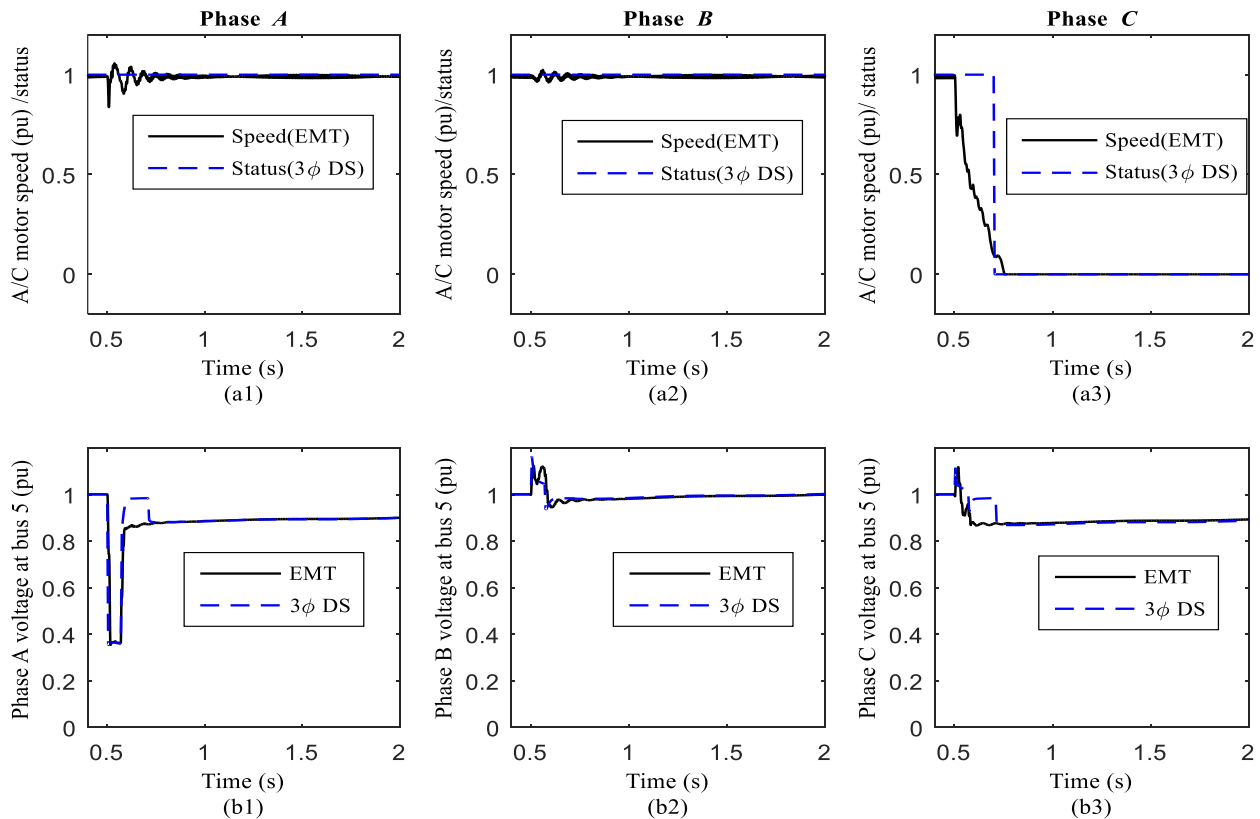 Phase A
A/C motor speed (pu) /status
1
0.5
0
Speed(EMT)
Status(3ϕ DS)
0.5
1
1.5
2
Time (s)
(a1)
Phase B
A/C motor speed (pu)/status
1
0.5
0
Speed(EMT)
Status(3ϕ DS)
0.5
1
1.5
2
Time (s)
(a2)
Phase C
A/C motor speed (pu)/ status
1
0.5
0
Speed(EMT)
Status(3ϕ DS)
0.5
1
1.5
2
Time (s)
(a3)
Phase A voltage at bus 5 (pu)
1
0.8
0.6
0.4
0.2
0
EMT
3ϕ DS
0.5
1
1.5
2
Time (s)
(b1)
Phase B voltage at bus 5 (pu)
1
0.8
0.6
0.4
0.2
0
EMT
3ϕ DS
0.5
1
1.5
2
Time (s)
(b2)
Phase C voltage at bus 5 (pu)
1
0.8
0.6
0.4
0.2
0
EMT
3ϕ DS
0.5
1
1.5
2
Time (s)
(b3)